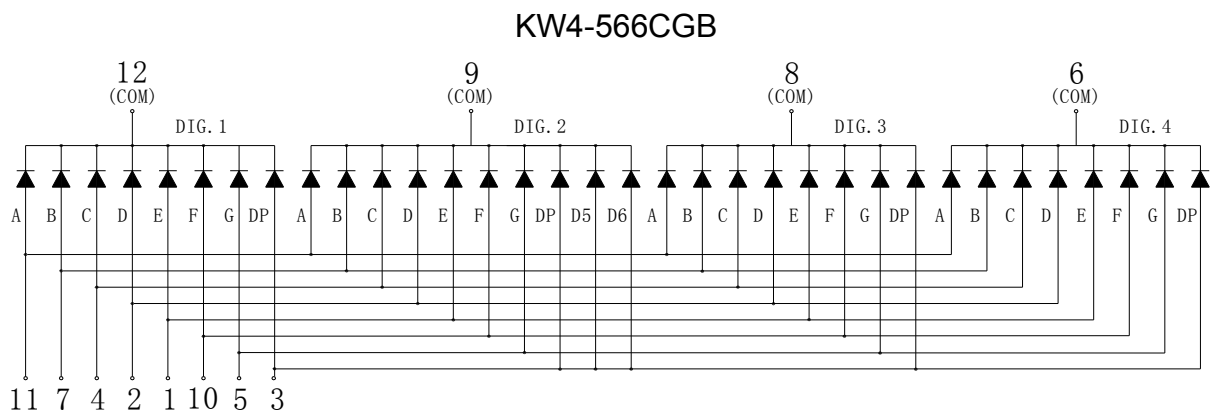 KW4-566CGB
12 9 8 6
(COM) (COM) (COM) (COM)
DIG.1 DIG.2 DIG.3 DIG.4
A B C D E F G DP A B C D E F G DP D5 D6 A B C D E F G DP A B C D E F G DP
11 7 4 2 1 10 5 3